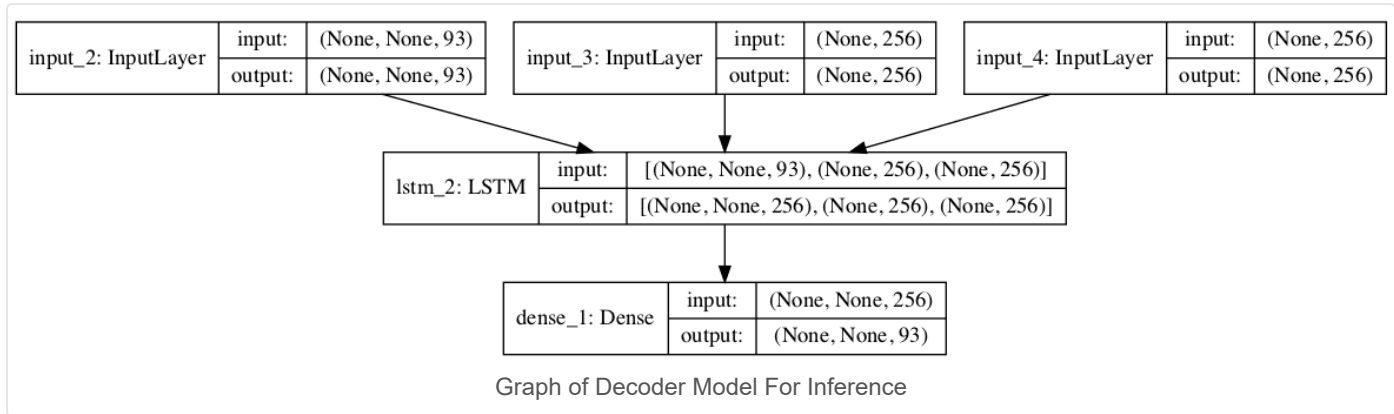 input_2: InputLayer input: (None, None, 93) output: (None, None, 93)
input_3: InputLayer input: (None, 256) output: (None, 256)
input_4: InputLayer input: (None, 256) output: (None, 256)
lstm_2: LSTM input: [(None, None, 93), (None, 256), (None, 256)] output: [(None, None, 256), (None, 256), (None, 256)]
dense_1: Dense input: (None, None, 256) output: (None, None, 93)
Graph of Decoder Model For Inference